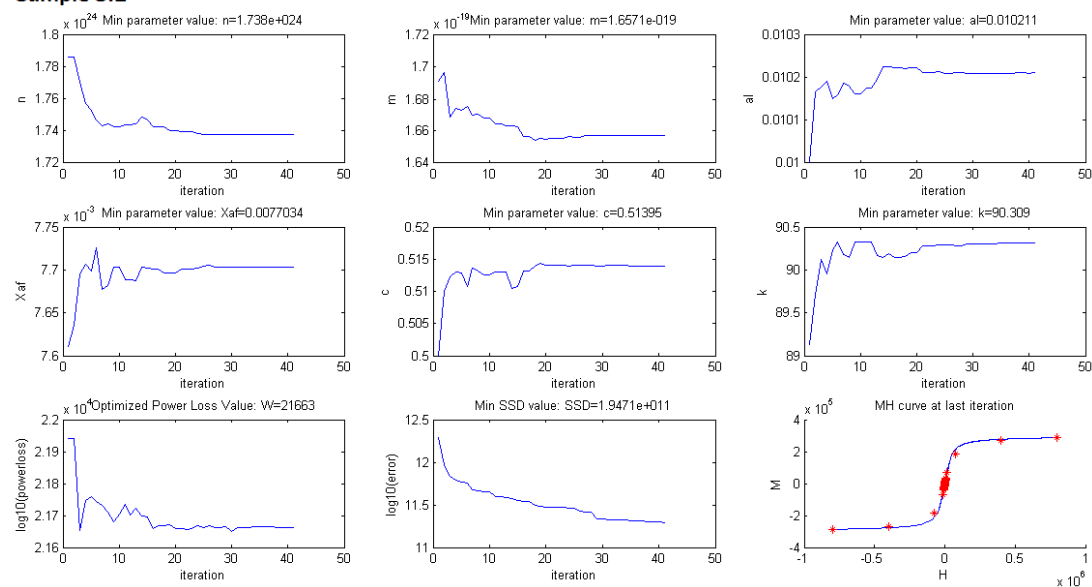 x 10^24 Min parameter value: n=1.738e+024
1.8
1.78
1.76
1.74
1.72
n
0 10 20 30 40 50
iteration
x 10^-19 Min parameter value: m=1.6571e-019
1.72
1.7
1.68
1.66
1.64
m
0 10 20 30 40 50
iteration
Min parameter value: al=0.010211
0.0103
0.0102
0.0101
0.01
al
0 10 20 30 40 50
iteration
x 10^-3 Min parameter value: Xaf=0.0077034
7.75
7.7
7.65
7.6
Xaf
0 10 20 30 40 50
iteration
Min parameter value: c=0.51395
0.52
0.515
0.51
0.505
0.5
c
0 10 20 30 40 50
iteration
Min parameter value: k=90.309
90.5
90
89.5
89
k
0 10 20 30 40 50
iteration
x 10^4 Optimized Power Loss Value: W=21663
2.2
2.19
2.18
2.17
2.16
log10(powerloss)
0 10 20 30 40 50
iteration
Min SSD value: SSD=1.9471e+011
12.5
12
11.5
11
log10(error)
0 10 20 30 40 50
iteration
x 10^5 MH curve at last iteration
4
2
0
-2
-4
M
-1 -0.5 0 0.5 1
H
x 10^6